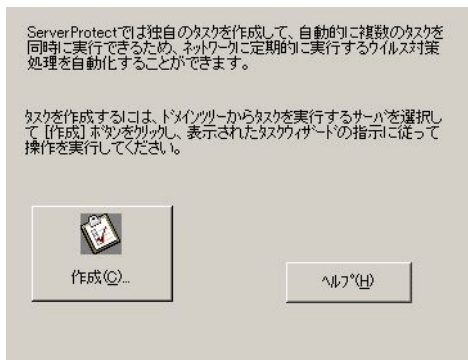 ServerProtectでは独自のタスクを作成して、自動的に複数のタスクを
同時に実行できるため、ネットワークに定期的に実行するウイルス対策
処理を自動化することができます。
タスクを作成するには、ドメインツリーからタスクを実行するサーバを選択し
て [作成] ボタンをクリックし、表示されたタスクウィザードの指示に従って
操作を実行してください。
作成(C)...
ヘルプ(H)